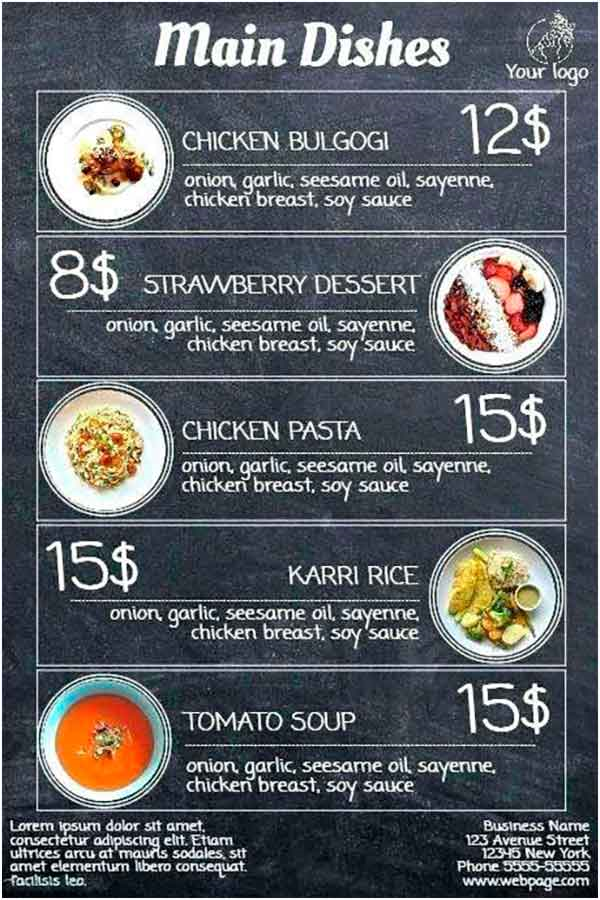 Main Dishes
Your logo
CHICKEN BULGOGI
12$
onion, garlic, seesame oil, sayenne,
chicken breast, soy sauce
8$
STRAWBERRY DESSERT
onion, garlic, seesame oil, sayenne,
chicken breast, soy sauce
CHICKEN PASTA
15$
onion, garlic, seesame oil, sayenne,
chicken breast, soy sauce
15$
KARRI RICE
onion, garlic, seesame oil, sayenne,
chicken breast, soy sauce
TOMATO SOUP
15$
onion, garlic, seesame oil, sayenne,
chicken breast, soy sauce
Lorem ipsum dolor sit amet,
consectetur adipiscing elit. Etiam
ultrices arcu at mauris sodales, sit
amet elementum libero consequat.
facilisis leo.
Business Name
123 Avenue Street
12345 New York
Phone 5555-55555
www.webpage.com